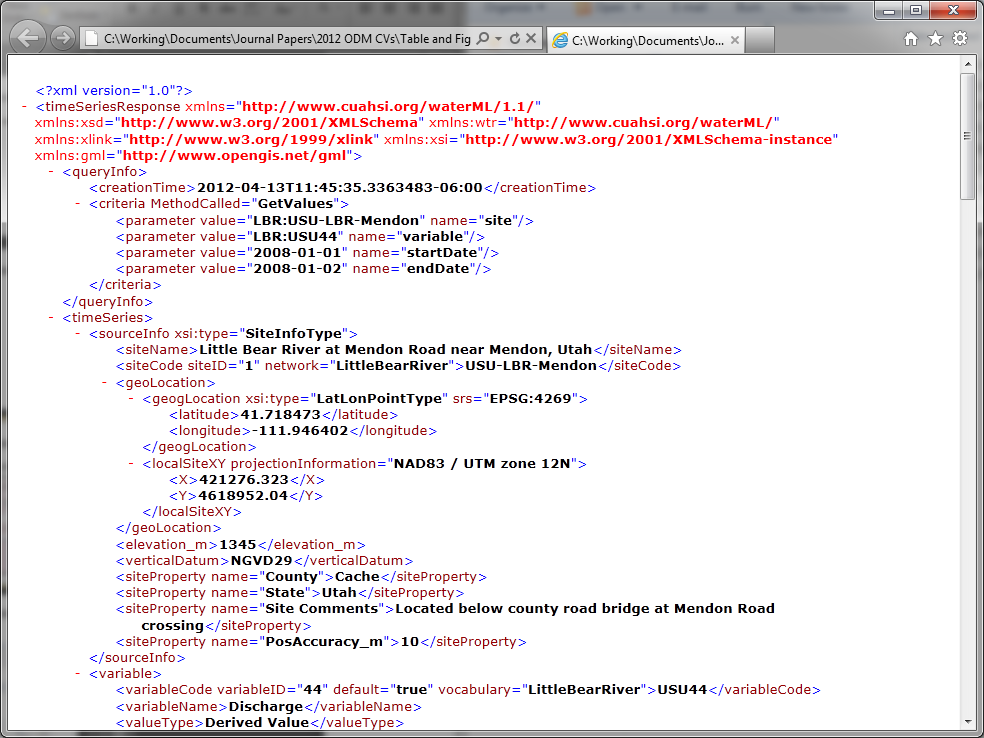 C:\Working\Documents\Journal Papers\2012 ODM CVs\Table and Fig
C:\Working\Documents\Jo...
<?xml version="1.0"?>
- <timeSeriesResponse xmlns="http://www.cuahsi.org/waterML/1.1/"
xmlns:xsd="http://www.w3.org/2001/XMLSchema" xmlns:wtr="http://www.cuahsi.org/waterML/"
xmlns:xlink="http://www.w3.org/1999/xlink" xmlns:xsi="http://www.w3.org/2001/XMLSchema-instance"
xmlns:gml="http://www.opengis.net/gml">
- <queryInfo>
<creationTime>2012-04-13T11:45:35.3363483-06:00</creationTime>
- <criteria MethodCalled="GetValues">
<parameter value="LBR:USU-LBR-Mendon" name="site"/>
<parameter value="LBR:USU44" name="variable"/>
<parameter value="2008-01-01" name="startDate"/>
<parameter value="2008-01-02" name="endDate"/>
</criteria>
</queryInfo>
- <timeSeries>
- <sourceInfo xsi:type="SiteInfoType">
<siteName>Little Bear River at Mendon Road near Mendon, Utah</siteName>
<siteCode siteID="1" network="LittleBearRiver">USU-LBR-Mendon</siteCode>
- <geoLocation>
- <geogLocation xsi:type="LatLonPointType" srs="EPSG:4269">
<latitude>41.718473</latitude>
<longitude>-111.946402</longitude>
</geogLocation>
- <localSiteXY projectionInformation="NAD83 / UTM zone 12N">
<X>421276.323</X>
<Y>4618952.04</Y>
</localSiteXY>
</geoLocation>
<elevation_m>1345</elevation_m>
<verticalDatum>NGVD29</verticalDatum>
<siteProperty name="County">Cache</siteProperty>
<siteProperty name="State">Utah</siteProperty>
<siteProperty name="Site Comments">Located below county road bridge at Mendon Road
crossing</siteProperty>
<siteProperty name="PosAccuracy_m">10</siteProperty>
</sourceInfo>
- <variable>
<variableCode variableID="44" default="true" vocabulary="LittleBearRiver">USU44</variableCode>
<variableName>Discharge</variableName>
<valueType>Derived Value</valueType>